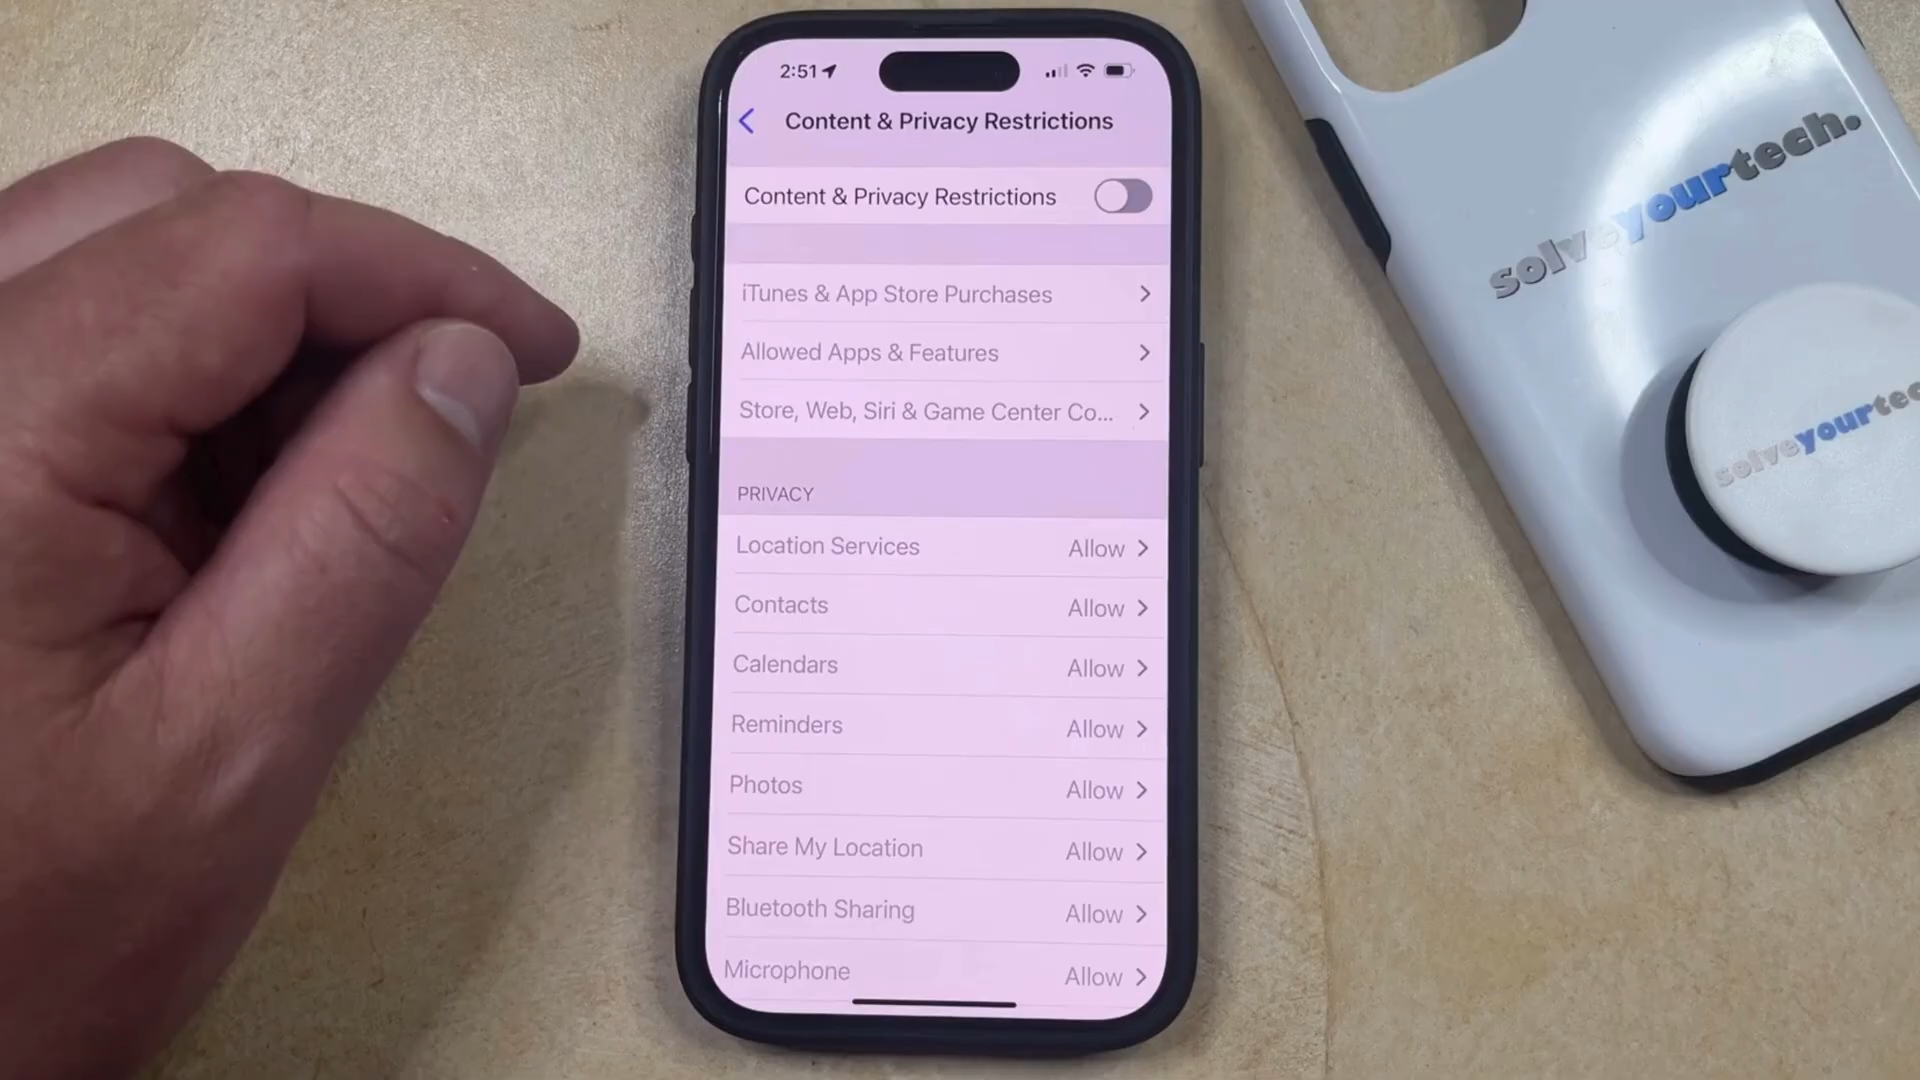 2:51
Content & Privacy Restrictions
Content & Privacy Restrictions
iTunes & App Store Purchases
Allowed Apps & Features
Store, Web, Siri & Game Center Co...
PRIVACY
Location Services Allow
Contacts Allow
Calendars Allow
Reminders Allow
Photos Allow
Share My Location Allow
Bluetooth Sharing Allow
Microphone Allow
solveyourtech.
solveyourtec